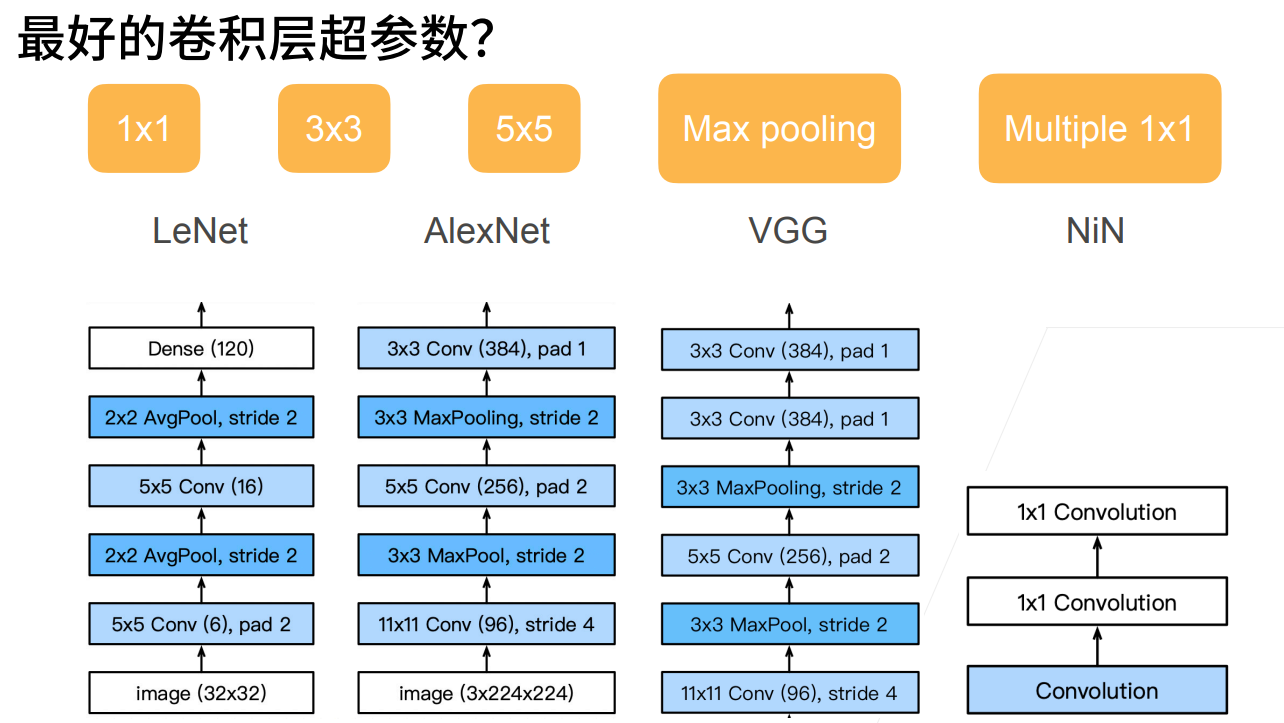 最好的卷积层超参数？
1x1
3x3
5x5
Max pooling
Multiple 1x1
LeNet
AlexNet
VGG
NiN
Dense (120)
2x2 AvgPool, stride 2
5x5 Conv (16)
2x2 AvgPool, stride 2
5x5 Conv (6), pad 2
image (32x32)
3x3 Conv (384), pad 1
3x3 MaxPooling, stride 2
5x5 Conv (256), pad 2
3x3 MaxPool, stride 2
11x11 Conv (96), stride 4
image (3x224x224)
3x3 Conv (384), pad 1
3x3 Conv (384), pad 1
3x3 MaxPooling, stride 2
5x5 Conv (256), pad 2
3x3 MaxPool, stride 2
11x11 Conv (96), stride 4
1x1 Convolution
1x1 Convolution
Convolution